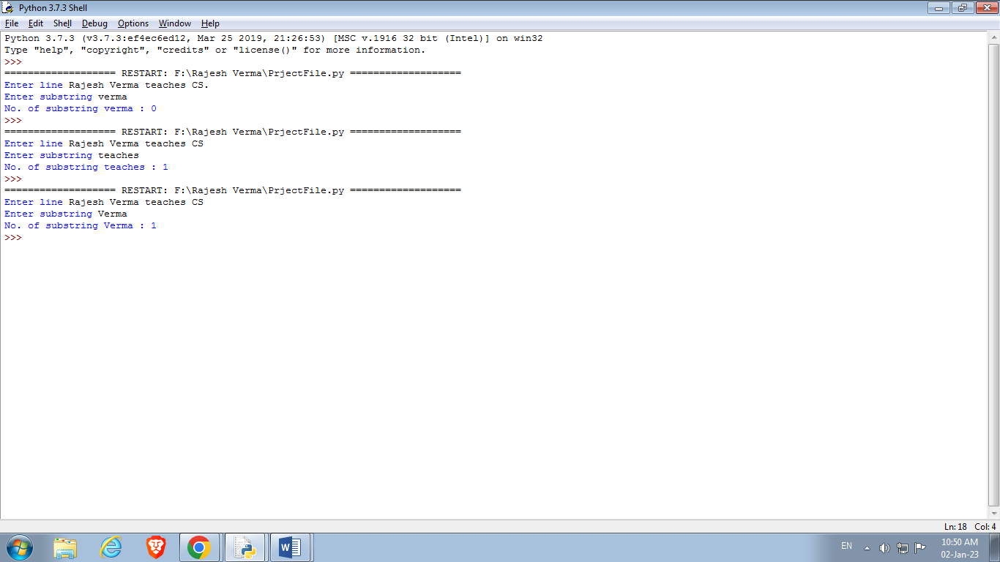 Python 3.7.3 Shell
File Edit Shell Debug Options Window Help
Python 3.7.3 (v3.7.3:ef4ec6ed12, Mar 25 2019, 21:26:53) [MSC v.1916 32 bit (Intel)] on win32
Type "help", "copyright", "credits" or "license()" for more information.
>>>
=================== RESTART: F:\Rajesh Verma\PrjectFile.py ===================
Enter line Rajesh Verma teaches CS.
Enter substring verma
No. of substring verma : 0
>>>
=================== RESTART: F:\Rajesh Verma\PrjectFile.py ===================
Enter line Rajesh Verma teaches CS
Enter substring teaches
No. of substring teaches : 1
>>>
=================== RESTART: F:\Rajesh Verma\PrjectFile.py ===================
Enter line Rajesh Verma teaches CS
Enter substring Verma
No. of substring Verma : 1
>>>
Ln: 18 Col: 4
W
EN
10:50 AM
02-Jan-23